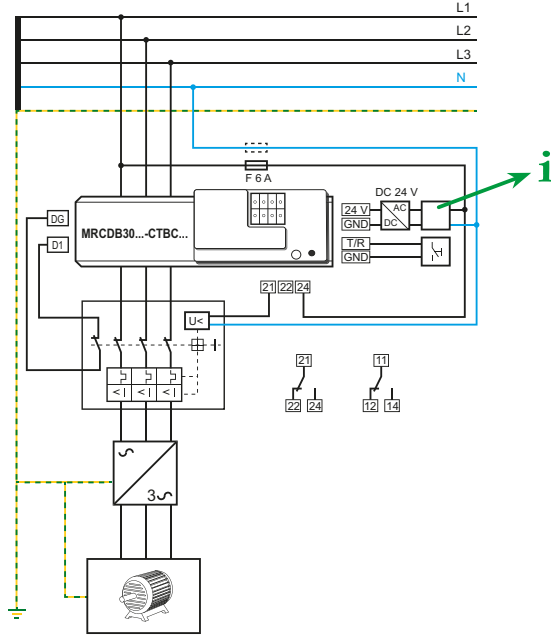 L1
L2
L3
N
F 6 A
i
DC 24 V
DG
D1
MRCDB30...-CTBC...
24 V
GND
AC
DC
T/R
GND
21 22 24
U<
21
22 24
11
12 14
< I < I < I
3